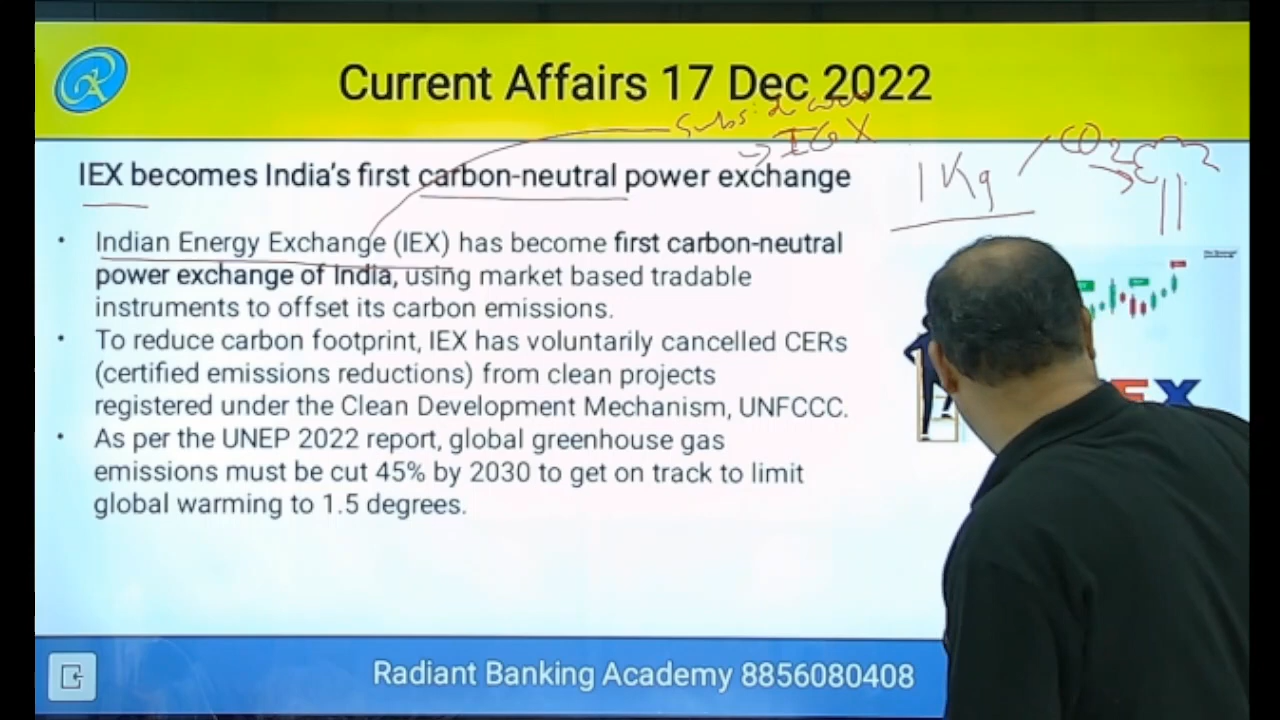 Current Affairs 17 Dec 2022
IGX
1 Kg CO2
IEX becomes India's first carbon-neutral power exchange
• Indian Energy Exchange (IEX) has become first carbon-neutral
power exchange of India, using market based tradable
instruments to offset its carbon emissions.
• To reduce carbon footprint, IEX has voluntarily cancelled CERs
(certified emissions reductions) from clean projects
registered under the Clean Development Mechanism, UNFCCC.
• As per the UNEP 2022 report, global greenhouse gas
emissions must be cut 45% by 2030 to get on track to limit
global warming to 1.5 degrees.
Radiant Banking Academy 8856080408